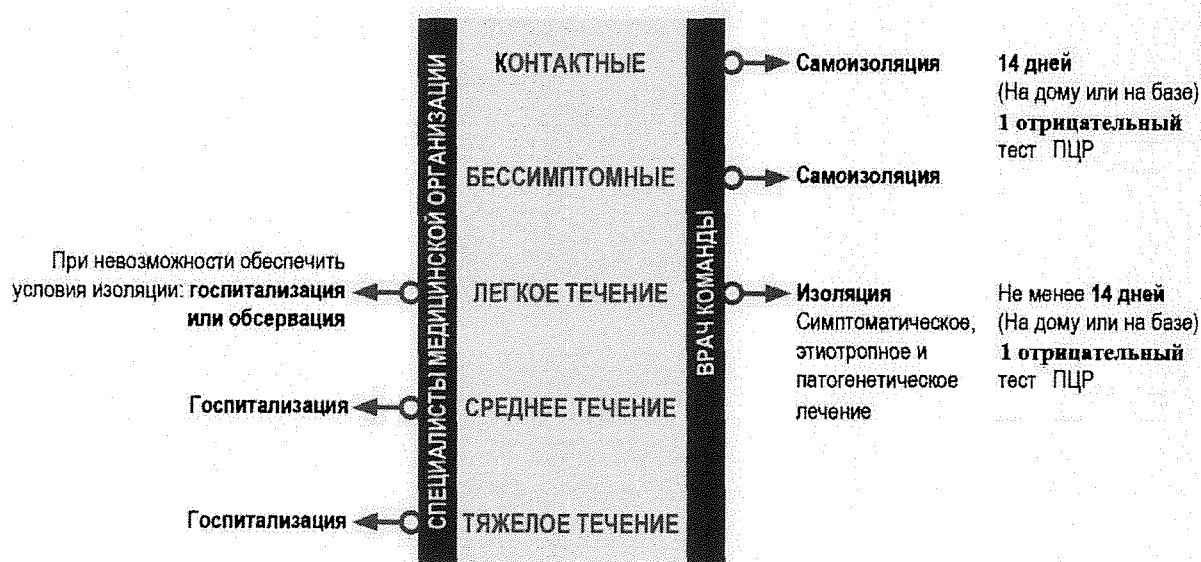 СПЕЦИАЛИСТЫ МЕДИЦИНСКОЙ ОРГАНИЗАЦИИ
ВРАЧ КОМАНДЫ
КОНТАКТНЫЕ
Самоизоляция
14 дней
(На дому или на базе)
1 отрицательный
тест ПЦР
БЕССИМПТОМНЫЕ
Самоизоляция
При невозможности обеспечить
условия изоляции: госпитализация
или обсервация
ЛЕГКОЕ ТЕЧЕНИЕ
Изоляция
Симптоматическое,
этиотропное и
патогенетическое
лечение
Не менее 14 дней
(На дому или на базе)
1 отрицательный
тест ПЦР
Госпитализация
СРЕДНЕЕ ТЕЧЕНИЕ
Госпитализация
ТЯЖЕЛОЕ ТЕЧЕНИЕ